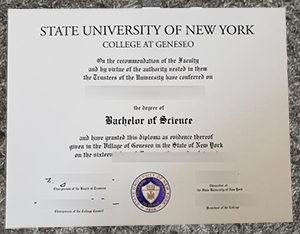 STATE UNIVERSITY OF NEW YORK
COLLEGE AT GENESEO
On the recommendation of the Faculty
and by virtue of the authority vested in them
the Trustees of the University have conferred on
the degree of
Bachelor of Science
and have granted this diploma as evidence thereof
given in the Village of Geneseo in the State of New York
on the sixteenth
Chairperson of the Board of Trustees
Chancellor of
the State University of New York
Chairperson of the College Council
President of the College